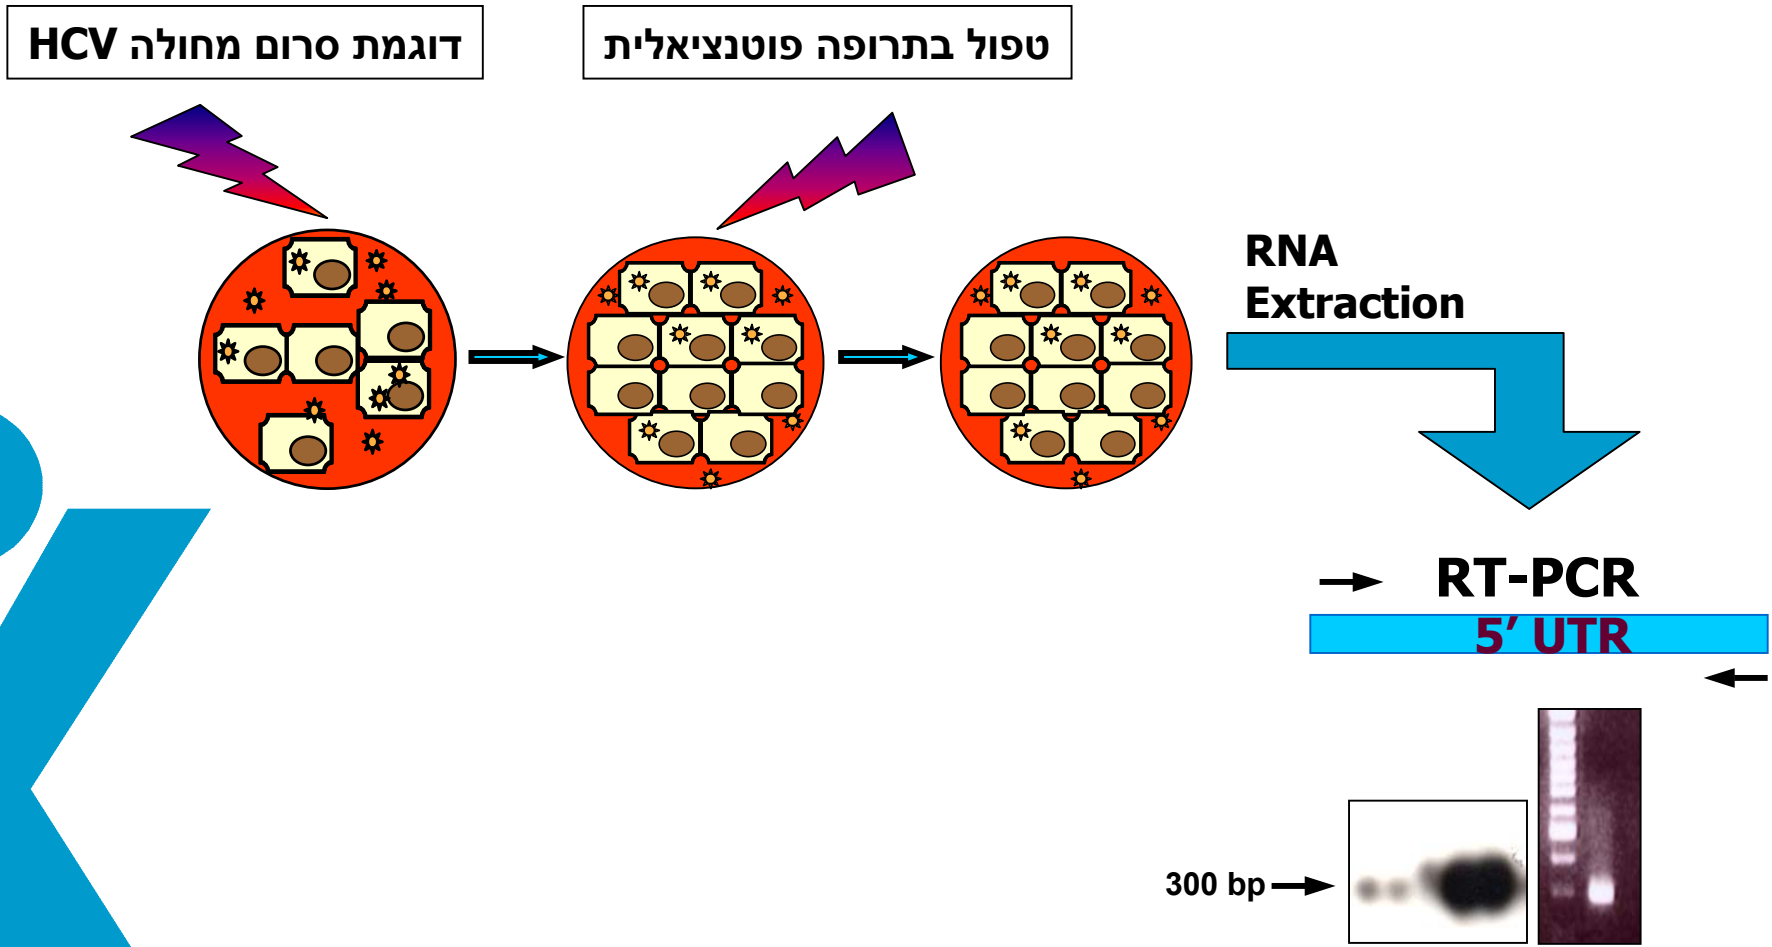 דוגמת סרום מחולה HCV
טפול בתרופה פוטנציאלית
RNA
Extraction
RT-PCR
5’ UTR
300 bp